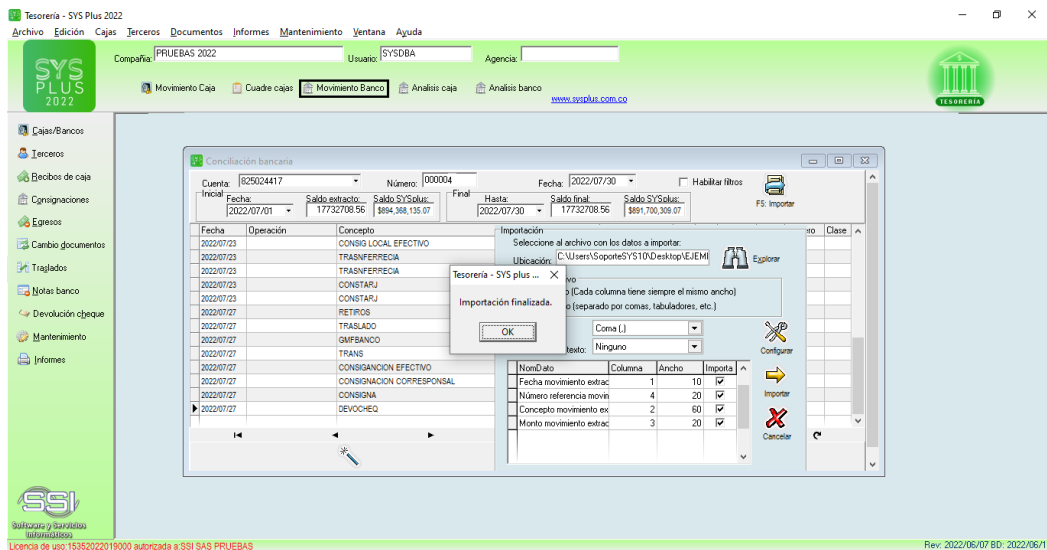 Tesorería - SYS Plus 2022
Archivo Edición Cajas Terceros Documentos Informes Mantenimiento Ventana Ayuda
SYS PLUS 2022
Compañia: PRUEBAS 2022 Usuario: SYSDBA Agencia:
Movimiento Caja Cuadre cajas Movimiento Banco Analisis caja Analisis banco
www.sysplus.com.co
TESORERIA
Cajas/Bancos
Terceros
Recibos de caja
Consignaciones
Egresos
Cambio documentos
Traslados
Notas banco
Devolución cheque
Mantenimiento
Informes
SSI
Software y Servicios
Informáticos
Conciliación bancaria
Cuenta: 825024417 Número: 000004 Fecha: 2022/07/30 Habilitar filtros
F5: Importar
Inicial Fecha: Saldo extracto: Saldo SYSplus: Final Hasta: Saldo final: Saldo SYSplus:
2022/07/01 17732708.56 $894,368,135.07 2022/07/30 17732708.56 $891,700,309.07
Fecha Operación Concepto
2022/07/23 CONSIG LOCAL EFECTIVO
2022/07/23 TRASNFERRECIA
2022/07/23 TRASNFERRECIA
2022/07/23 CONSTARJ
2022/07/23 CONSTARJ
2022/07/27 RETIROS
2022/07/27 TRASLADO
2022/07/27 GMFBANCO
2022/07/27 TRANS
2022/07/27 CONSIGANCION EFECTIVO
2022/07/27 CONSIGNACION CORRESPONSAL
2022/07/27 CONSIGNA
2022/07/27 DEVOCHEQ
Importación
Seleccione al archivo con los datos a importar:
Ubicación: C:\Users\SoporteSYS10\Desktop\EJEMI Explorar
vo
o (Cada columna tiene siempre el mismo ancho)
o (separado por comas, tabuladores, etc.)
Coma (,)
texto: Ninguno
Configurar
Importar
Cancelar
NomDato Columna Ancho Importa
Fecha movimiento extrac 1 10
Número referencia movin 4 20
Concepto movimiento ex 2 60
Monto movimiento extrac 3 20
ro Clase
Tesorería - SYS plus ...
Importación finalizada.
OK
Licencia de uso:15352022019000 autorizada a:SSI SAS PRUEBAS
Rev: 2022/06/07 BD: 2022/06/1